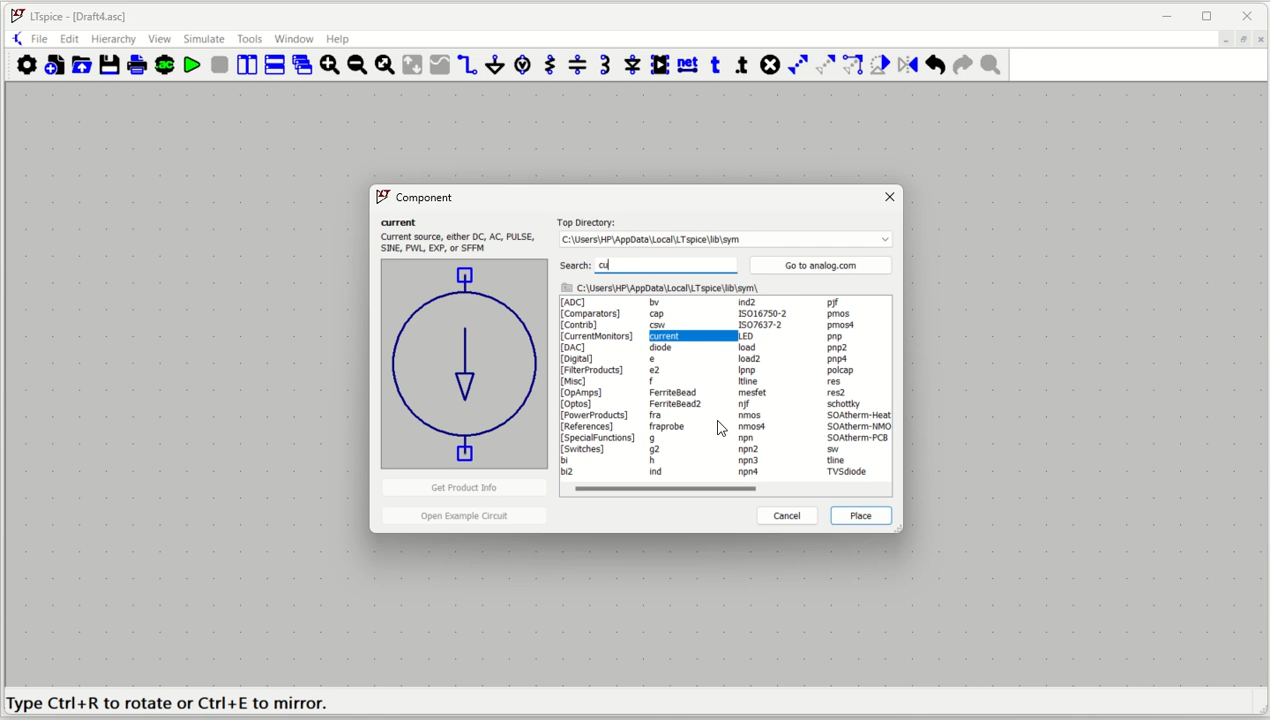 LTspice - [Draft4.asc]
File Edit Hierarchy View Simulate Tools Window Help
net t .t
Component
current
Current source, either DC, AC, PULSE,
SINE, PWL, EXP, or SFFM
Top Directory:
C:\Users\HP\AppData\Local\LTspice\lib\sym
Search: cu
Go to analog.com
C:\Users\HP\AppData\Local\LTspice\lib\sym\
[ADC] bv ind2 pjf
[Comparators] cap ISO16750-2 pmos
[Contrib] csw ISO7637-2 pmos4
[CurrentMonitors] current LED pnp
[DAC] diode load pnp2
[Digital] e load2 pnp4
[FilterProducts] e2 lpnp polcap
[Misc] f ltline res
[OpAmps] FerriteBead mesfet res2
[Optos] FerriteBead2 njf schottky
[PowerProducts] fra nmos SOAtherm-Heat
[References] fraprobe nmos4 SOAtherm-NMO
[SpecialFunctions] g npn SOAtherm-PCB
[Switches] g2 npn2 sw
bi h npn3 tline
bi2 ind npn4 TVSdiode
Get Product Info
Open Example Circuit
Cancel Place
Type Ctrl+R to rotate or Ctrl+E to mirror.